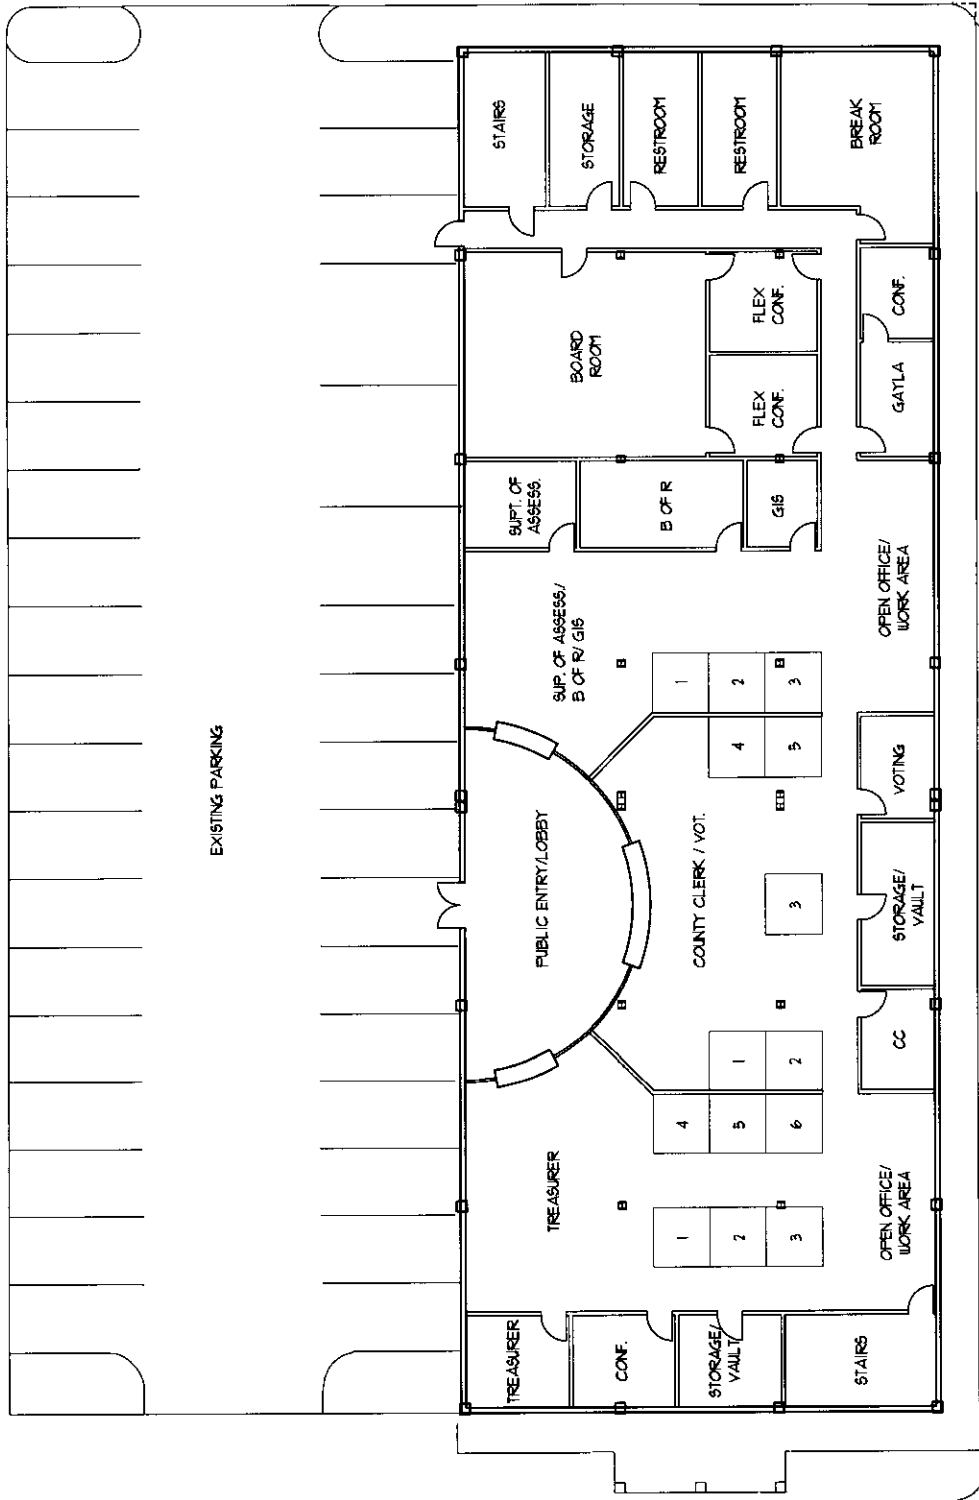 EXISTING PARKING
TREASURER
CONF.
STORAGE/
VAULT
STAIRS
TREASURER
1
2
3
4
5
6
OPEN OFFICE/
WORK AREA
PUBLIC ENTRY/LOBBY
COUNTY CLERK / VOT.
1
2
3
4
5
CC
STORAGE/
VAULT
VOTING
SUP. OF ASSESS./
B OF R/ GIS
1
2
3
OPEN OFFICE/
WORK AREA
SUPT. OF
ASSESS.
B OF R
GIS
BOARD
ROOM
FLEX
CONF.
FLEX
CONF.
GAYLA
CONF.
STAIRS
STORAGE
RESTROOM
RESTROOM
BREAK
ROOM